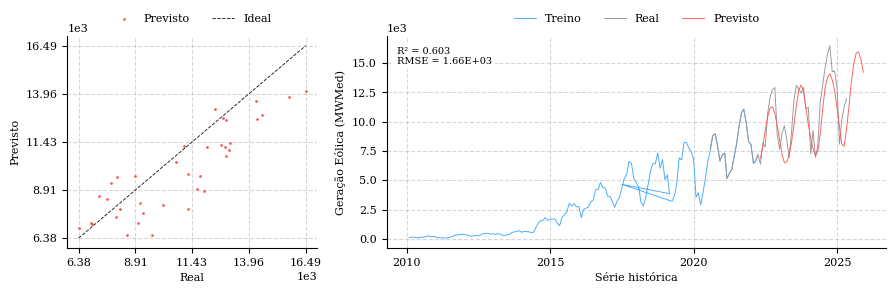 Previsto Ideal
1e3
16.49
13.96
11.43
8.91
6.38
Previsto
6.38 8.91 11.43 13.96 16.49
1e3
Real
Treino Real Previsto
1e3
R² = 0.603
RMSE = 1.66E+03
15.0
12.5
10.0
7.5
5.0
2.5
0.0
Geração Eólica (MWMed)
2010 2015 2020 2025
Série histórica